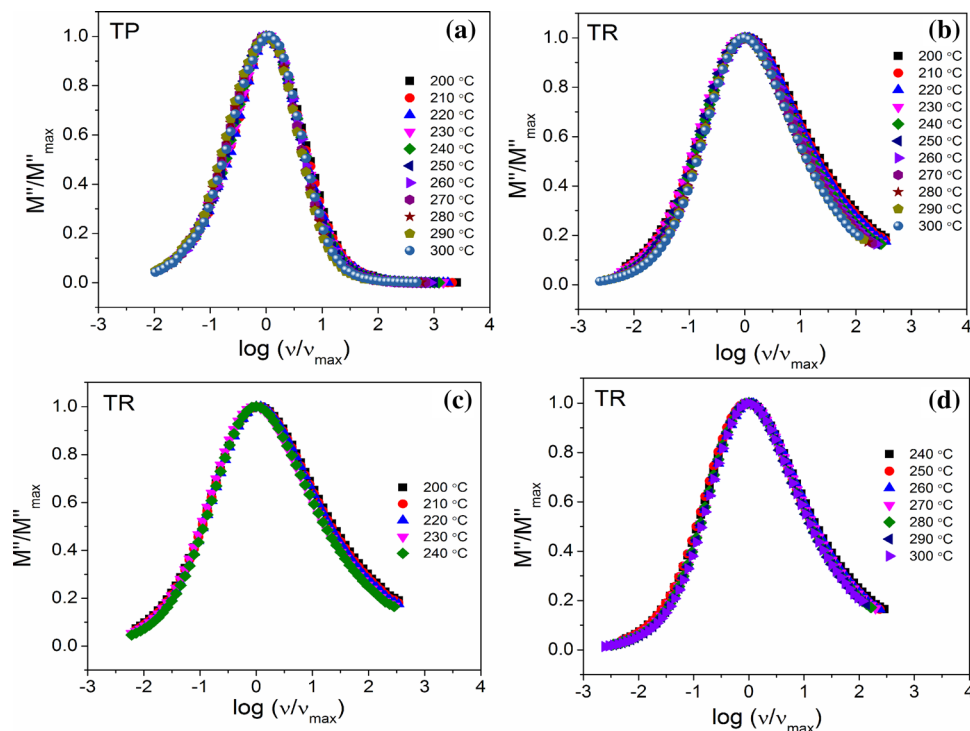 TP
(a)
1.0
0.8
0.6
0.4
0.2
0.0
M"/M"max
200 °C
210 °C
220 °C
230 °C
240 °C
250 °C
260 °C
270 °C
280 °C
290 °C
300 °C
-3 -2 -1 0 1 2 3 4
log (ν/νmax)
TR
(b)
1.0
0.8
0.6
0.4
0.2
0.0
M"/M"max
200 °C
210 °C
220 °C
230 °C
240 °C
250 °C
260 °C
270 °C
280 °C
290 °C
300 °C
-3 -2 -1 0 1 2 3 4
log (ν/νmax)
TR
(c)
1.0
0.8
0.6
0.4
0.2
0.0
M"/M"max
200 °C
210 °C
220 °C
230 °C
240 °C
-3 -2 -1 0 1 2 3 4
log (ν/νmax)
TR
(d)
1.0
0.8
0.6
0.4
0.2
0.0
M"/M"max
240 °C
250 °C
260 °C
270 °C
280 °C
290 °C
300 °C
-3 -2 -1 0 1 2 3 4
log (ν/νmax)